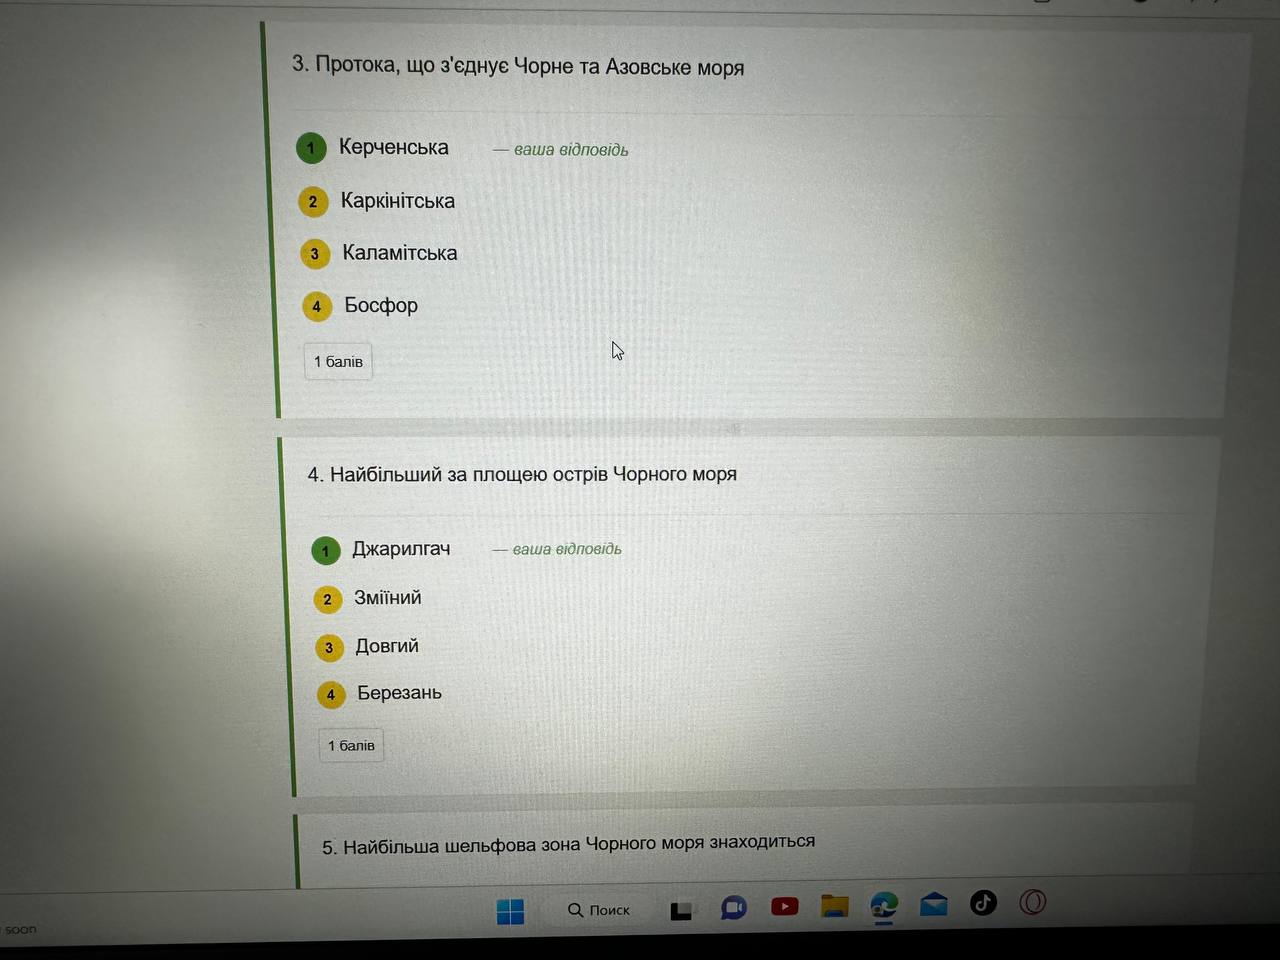 3. Протока, що з'єднує Чорне та Азовське моря
1 Керченська — ваша відповідь
2 Каркінітська
3 Каламітська
4 Босфор
1 балів
4. Найбільший за площею острів Чорного моря
1 Джарилгач — ваша відповідь
2 Зміїний
3 Довгий
4 Березань
1 балів
5. Найбільша шельфова зона Чорного моря знаходиться
Поиск
soon